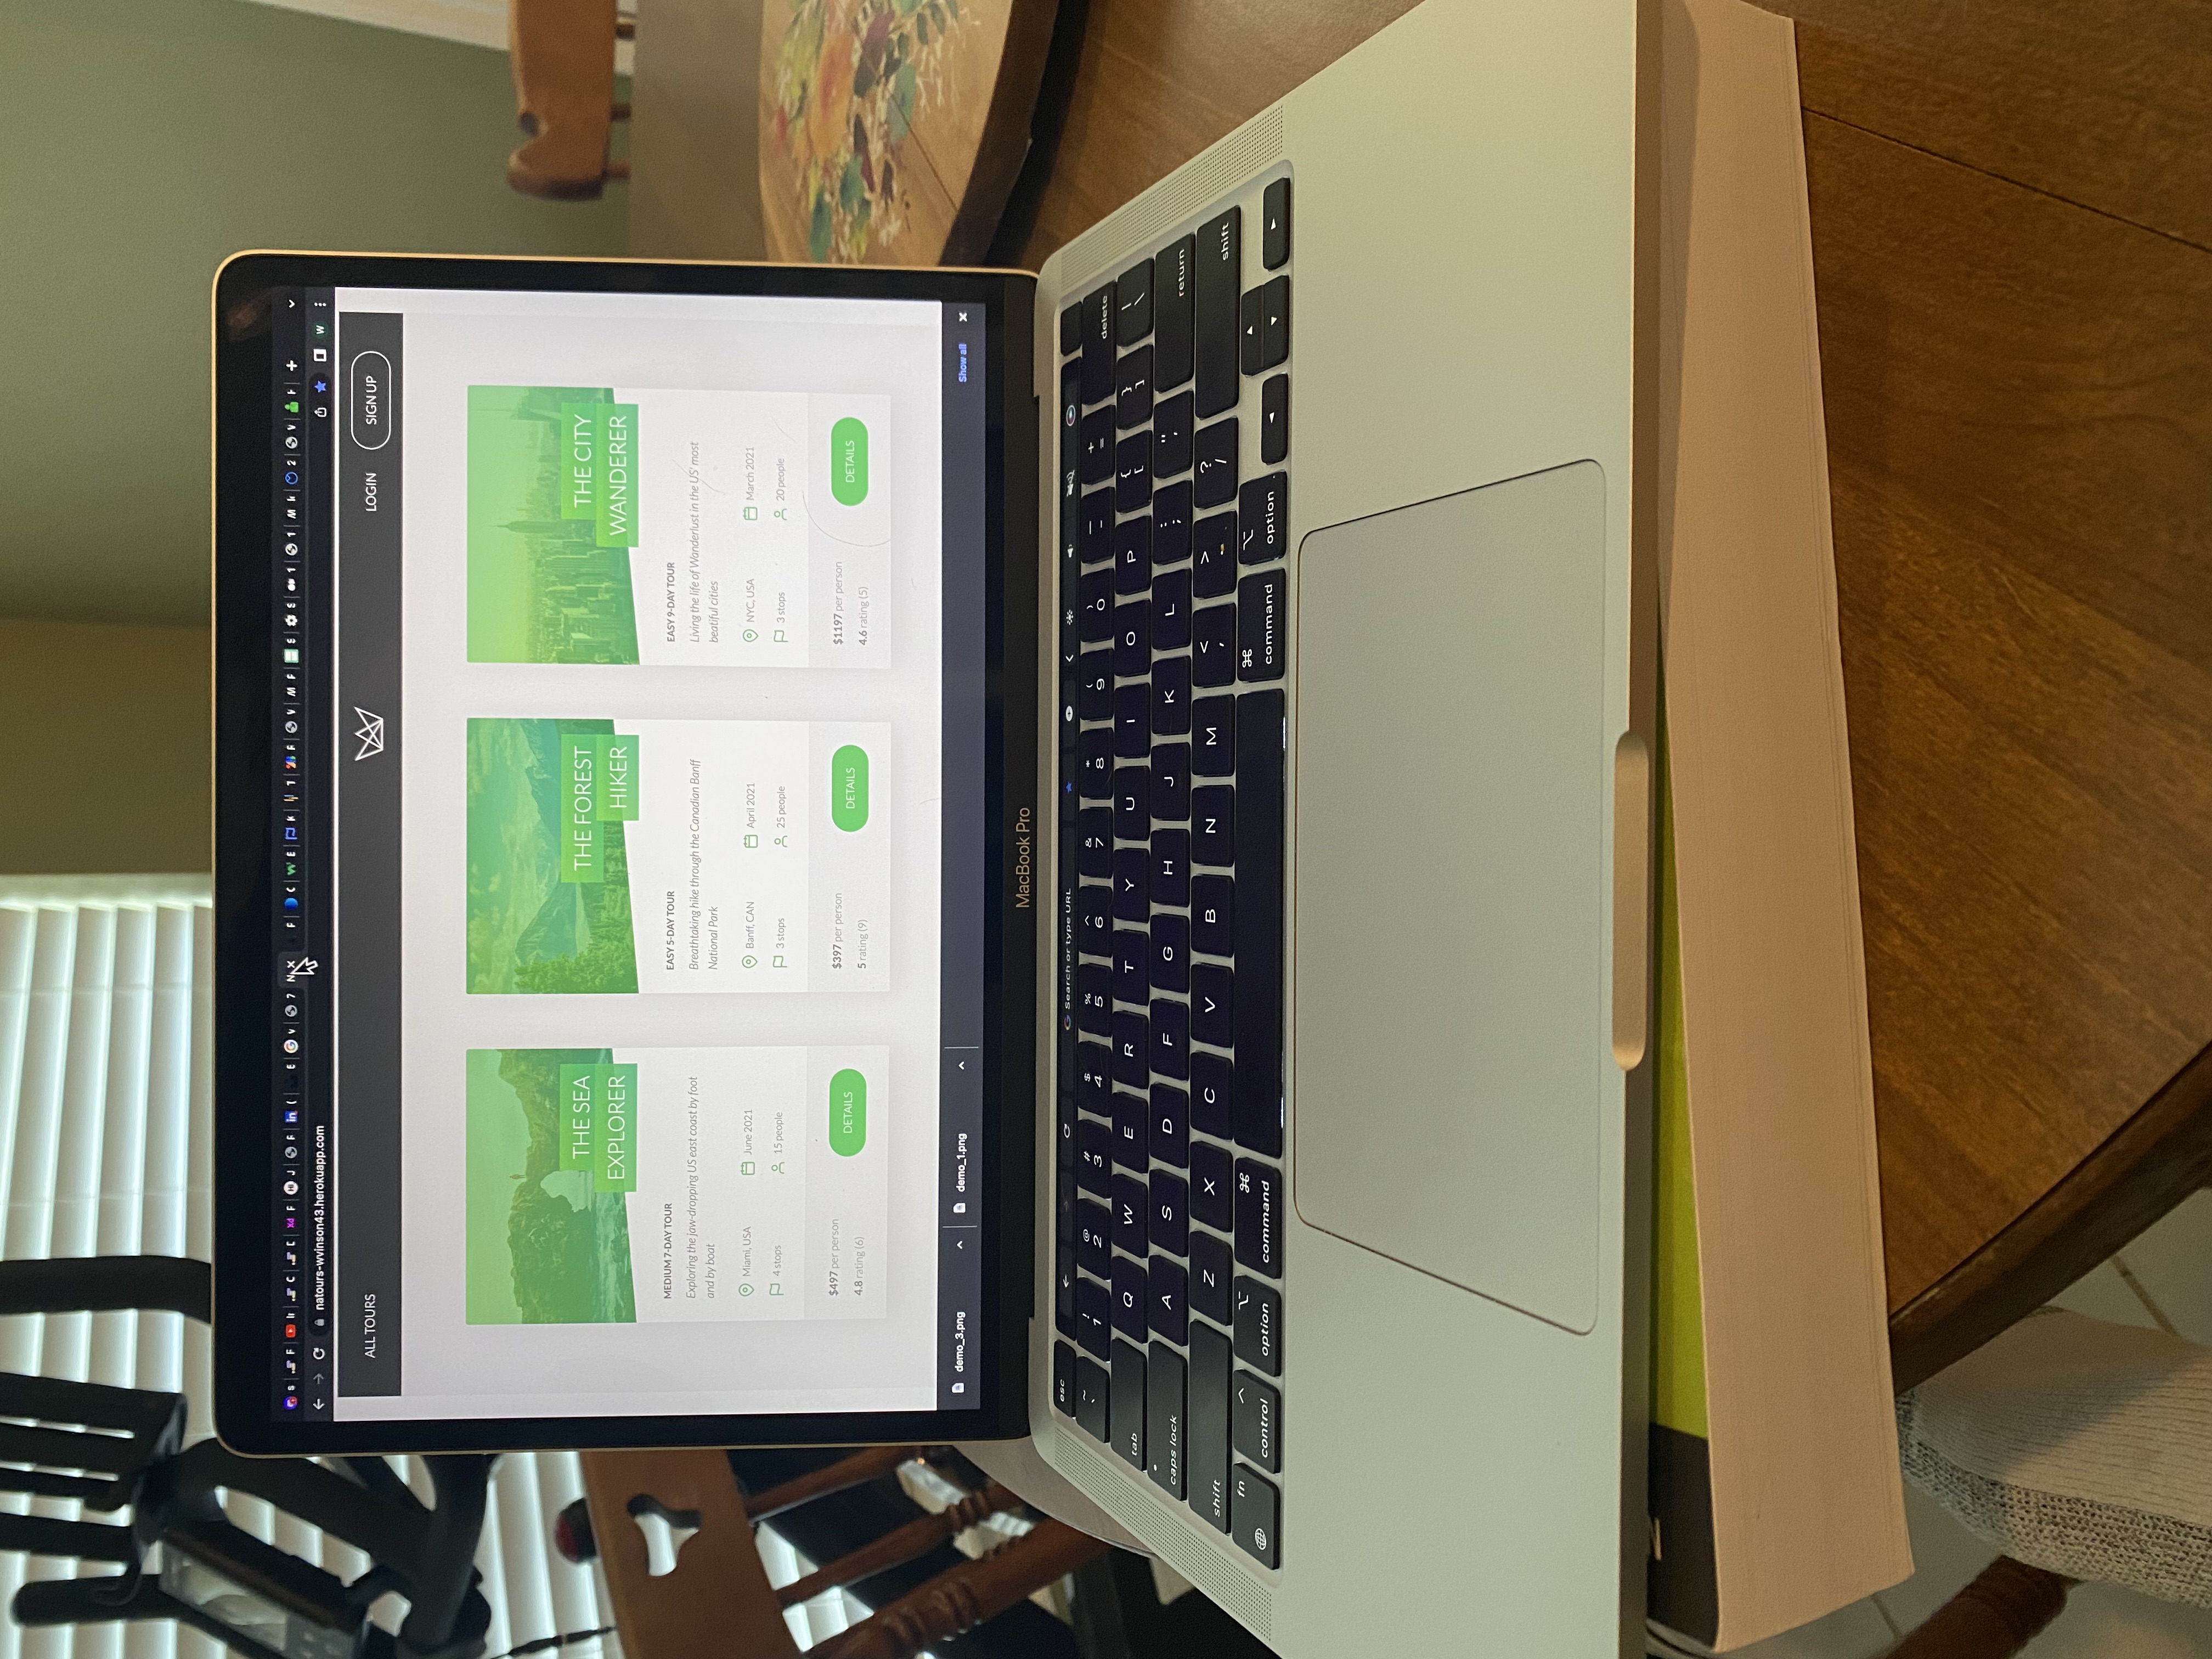 natours-wvinson43.herokuapp.com
ALL TOURS
LOGIN
SIGN UP
THE SEA
EXPLORER
MEDIUM 7-DAY TOUR
Exploring the jaw-dropping US east coast by foot
and by boat
Miami, USA
June 2021
4 stops
15 people
$497 per person
4.8 rating (6)
DETAILS
THE FOREST
HIKER
EASY 5-DAY TOUR
Breathtaking hike through the Canadian Banff
National Park
Banff, CAN
April 2021
3 stops
25 people
$397 per person
5 rating (9)
DETAILS
THE CITY
WANDERER
EASY 9-DAY TOUR
Living the life of Wanderlust in the US' most
beatiful cities
NYC, USA
March 2021
3 stops
20 people
$1197 per person
4.6 rating (5)
DETAILS
demo_3.png
demo_1.png
Show all
MacBook Pro
esc
G Search or type URL
~ ! @ # $ % ^ & * ( ) — +
` 1 2 3 4 5 6 7 8 9 0 - = delete
tab Q W E R T Y U I O P { [ } ] | \
caps lock A S D F G H J K L : ; " ' return
shift Z X C V B N M < , > . ? / shift
fn control option command command option